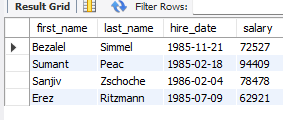 Result Grid Filter Rows:
first_name last_name hire_date salary
Bezalel Simmel 1985-11-21 72527
Sumant Peac 1985-02-18 94409
Sanjiv Zschoche 1986-02-04 78478
Erez Ritzmann 1985-07-09 62921